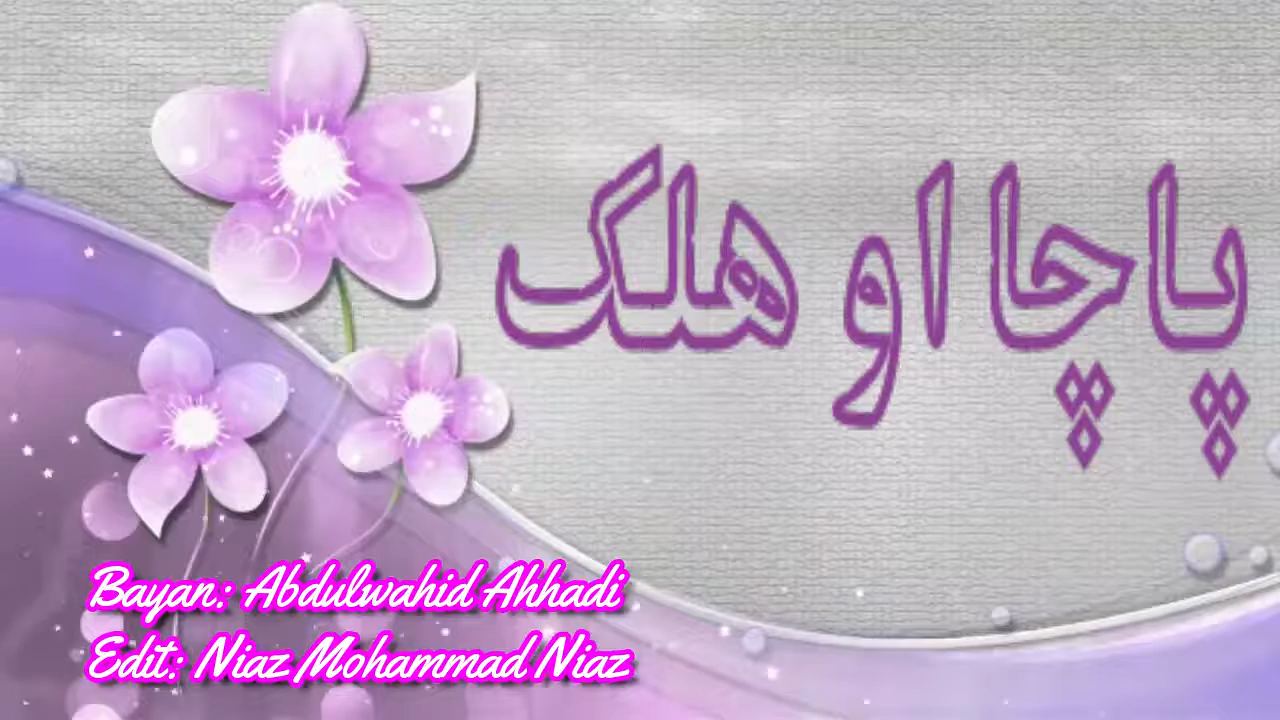 پاچا او هلک
Bayan: Abdulwahid Ahhadi
Edit: Niaz Mohammad Niaz